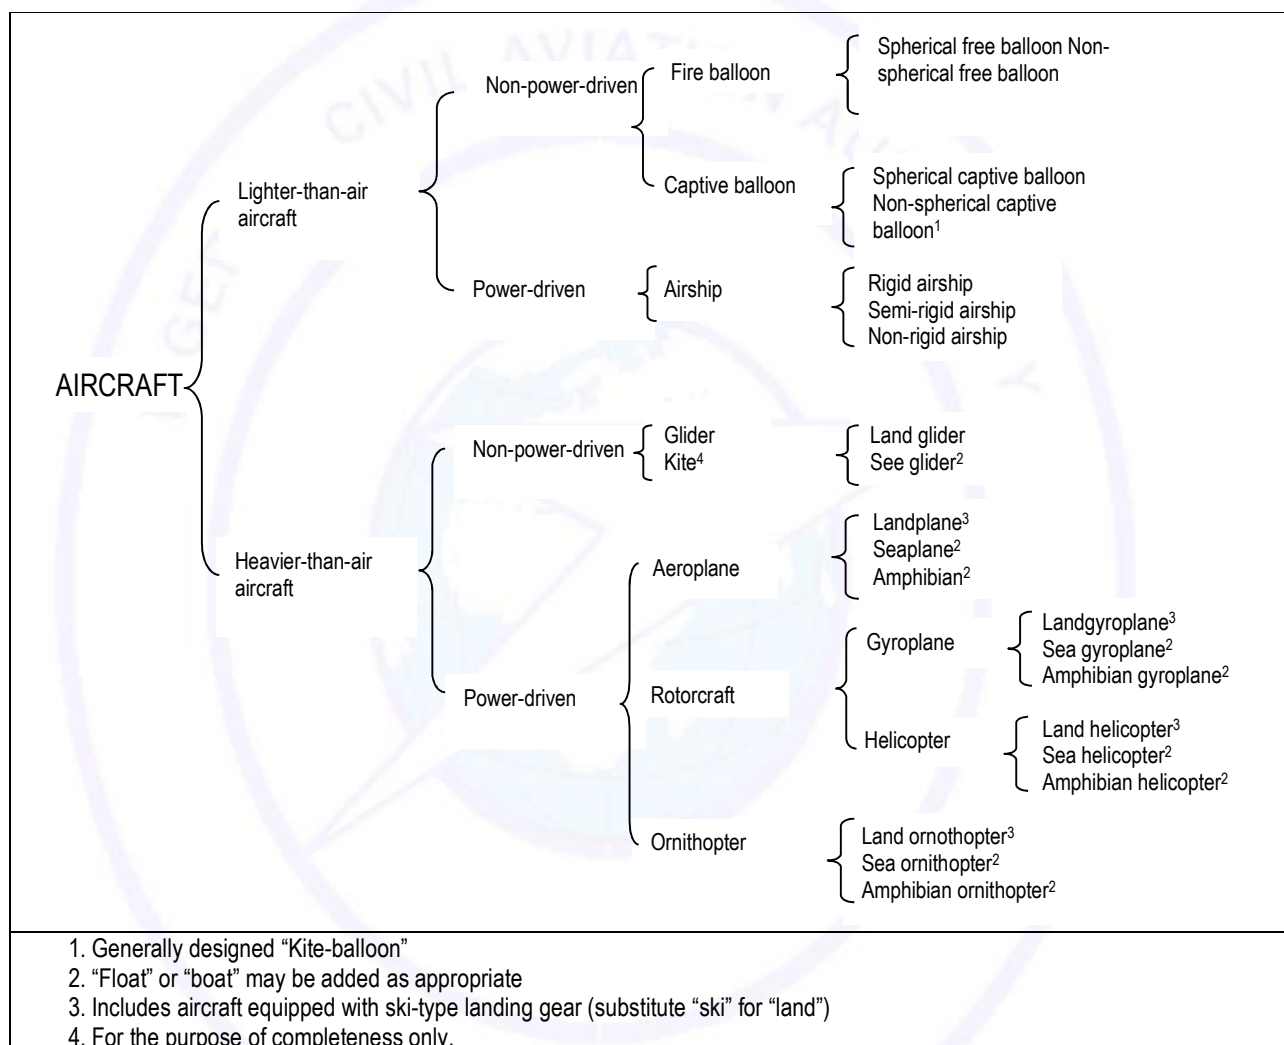 Spherical free balloon Non-
spherical free balloon
Fire balloon
Non-power-driven
Captive balloon
Spherical captive balloon
Non-spherical captive
balloon¹
Lighter-than-air
aircraft
Power-driven
Airship
Rigid airship
Semi-rigid airship
Non-rigid airship
AIRCRAFT
Non-power-driven
Glider
Kite⁴
Land glider
See glider²
Heavier-than-air
aircraft
Aeroplane
Landplane³
Seaplane²
Amphibian²
Power-driven
Rotorcraft
Gyroplane
Landgyroplane³
Sea gyroplane²
Amphibian gyroplane²
Helicopter
Land helicopter³
Sea helicopter²
Amphibian helicopter²
Ornithopter
Land ornothopter³
Sea ornithopter²
Amphibian ornithopter²
1. Generally designed “Kite-balloon”
2. “Float” or “boat” may be added as appropriate
3. Includes aircraft equipped with ski-type landing gear (substitute “ski” for “land”)
4. For the purpose of completeness only.